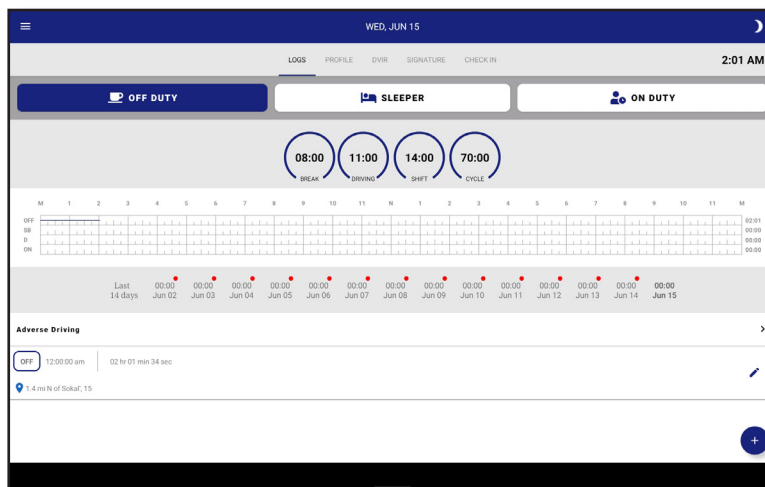 WED, JUN 15
LOGS PROFILE DVIR SIGNATURE CHECK IN 2:01 AM
OFF DUTY SLEEPER ON DUTY
08:00 11:00 14:00 70:00
BREAK DRIVING SHIFT CYCLE
M 1 2 3 4 5 6 7 8 9 10 11 N 1 2 3 4 5 6 7 8 9 10 11 M
OFF 02:01
SB 00:00
D 00:00
ON 00:00
Last 00:00 00:00 00:00 00:00 00:00 00:00 00:00 00:00 00:00 00:00 00:00 00:00 00:00 00:00
14 days Jun 02 Jun 03 Jun 04 Jun 05 Jun 06 Jun 07 Jun 08 Jun 09 Jun 10 Jun 11 Jun 12 Jun 13 Jun 14 Jun 15
Adverse Driving
OFF 12:00:00 am 02 hr 01 min 34 sec
1.4 mi N of Sokal', 15